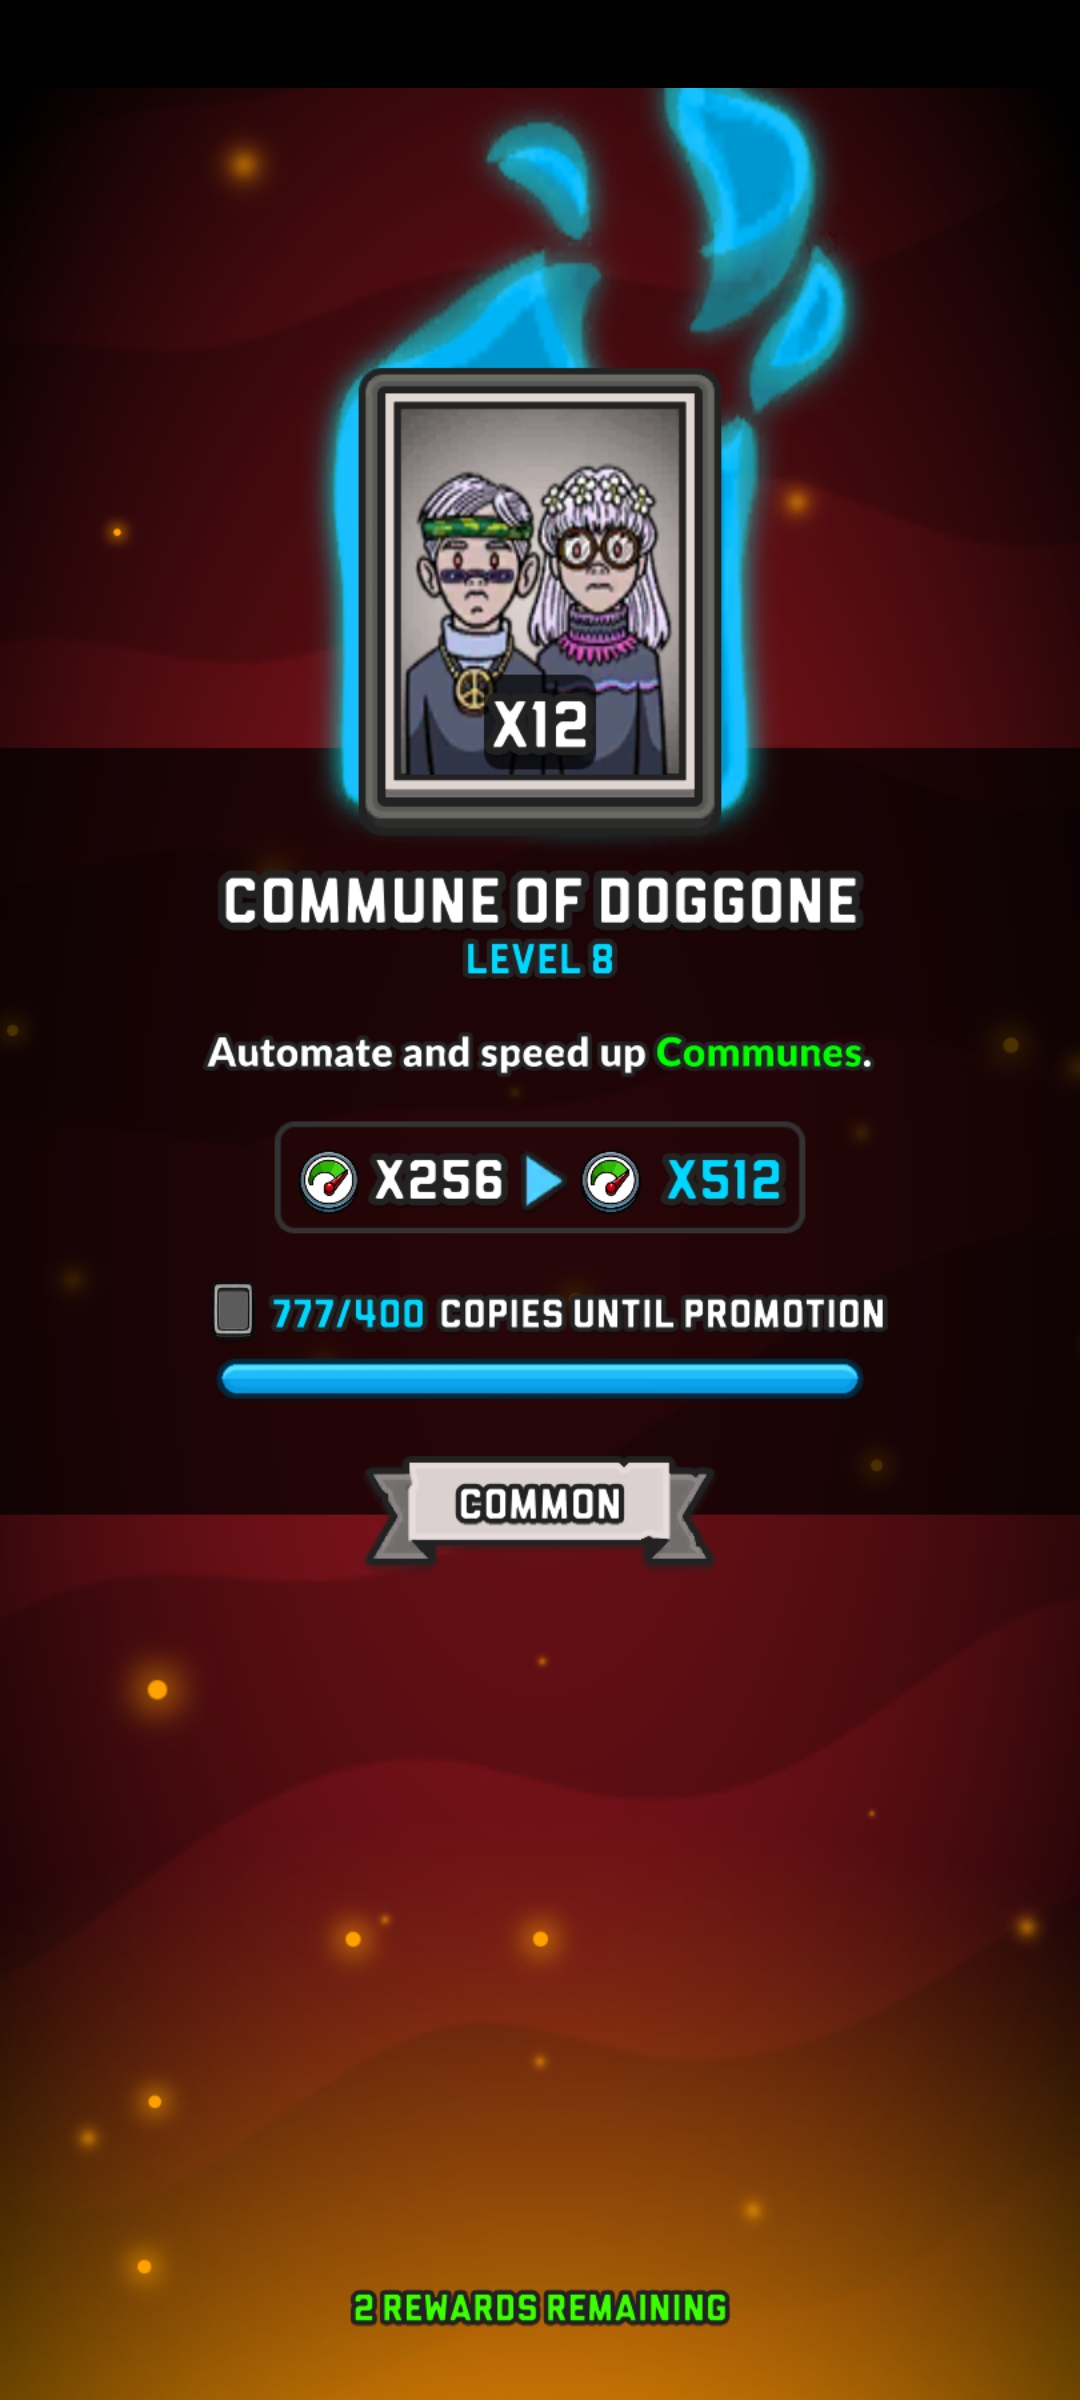 X12
COMMUNE OF DOGGONE
LEVEL 8
Automate and speed up Communes.
X256 X512
777/400 COPIES UNTIL PROMOTION
COMMON
2 REWARDS REMAINING